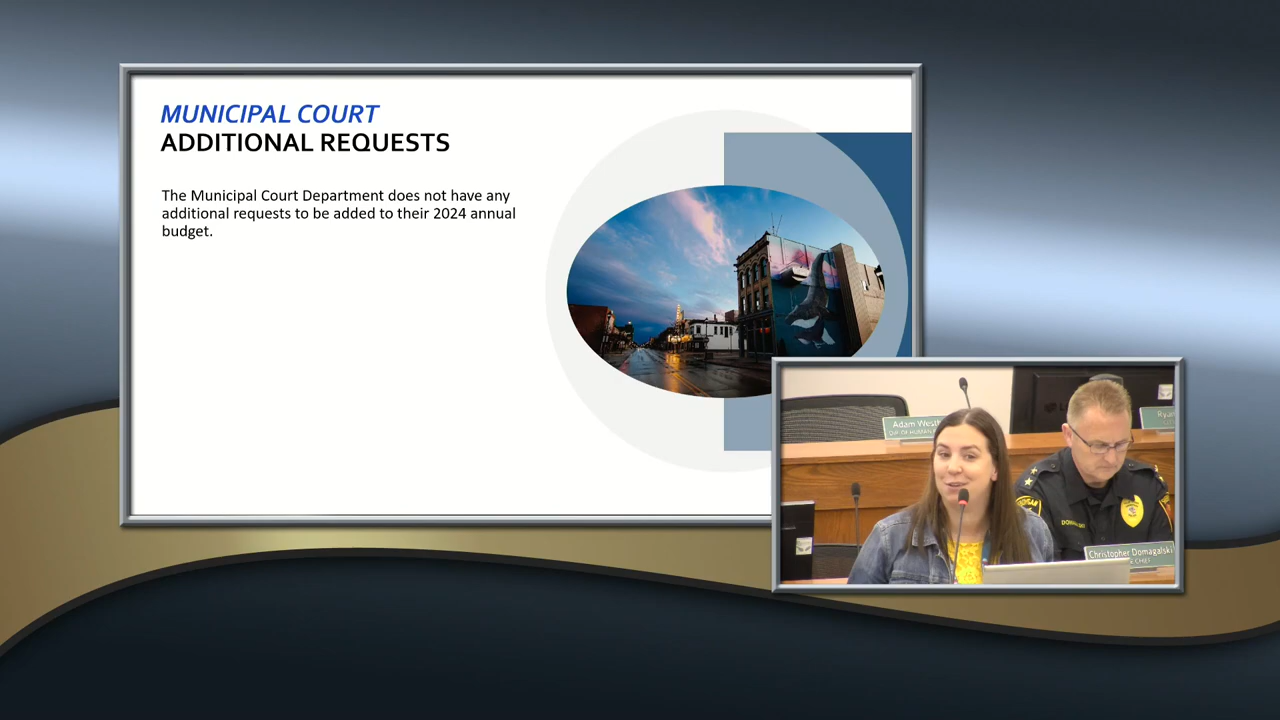 MUNICIPAL COURT
ADDITIONAL REQUESTS
The Municipal Court Department does not have any
additional requests to be added to their 2024 annual
budget.
Adam
Christopher Domagalski
CHIEF